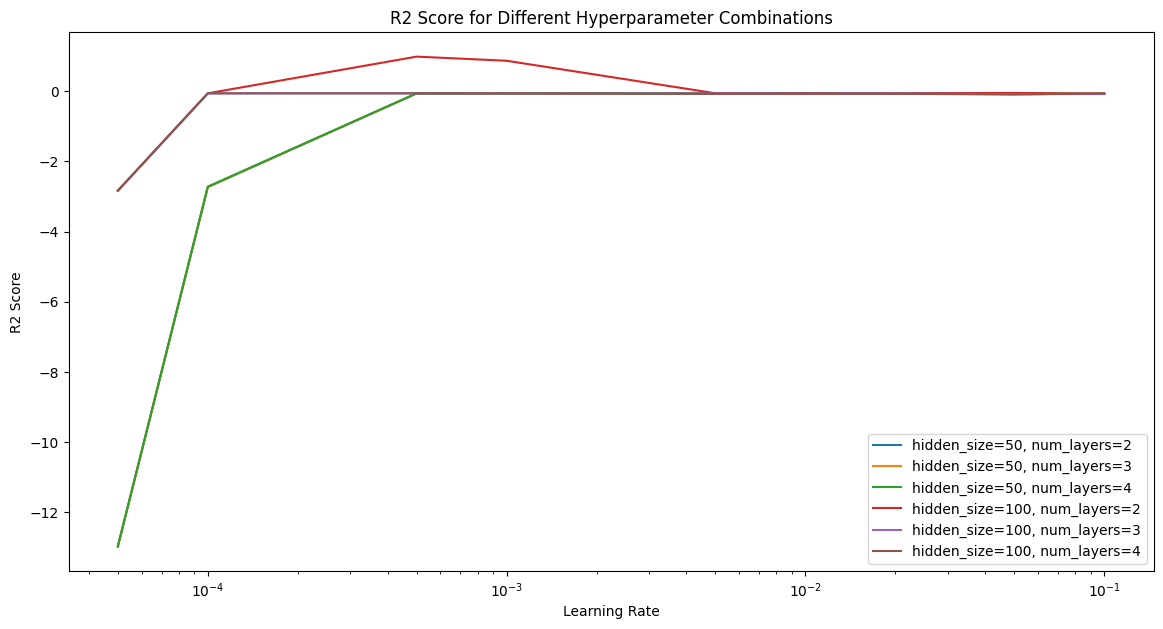 R2 Score for Different Hyperparameter Combinations
R2 Score
0
−2
−4
−6
−8
−10
−12
hidden_size=50, num_layers=2
hidden_size=50, num_layers=3
hidden_size=50, num_layers=4
hidden_size=100, num_layers=2
hidden_size=100, num_layers=3
hidden_size=100, num_layers=4
10⁻⁴
10⁻³
10⁻²
10⁻¹
Learning Rate